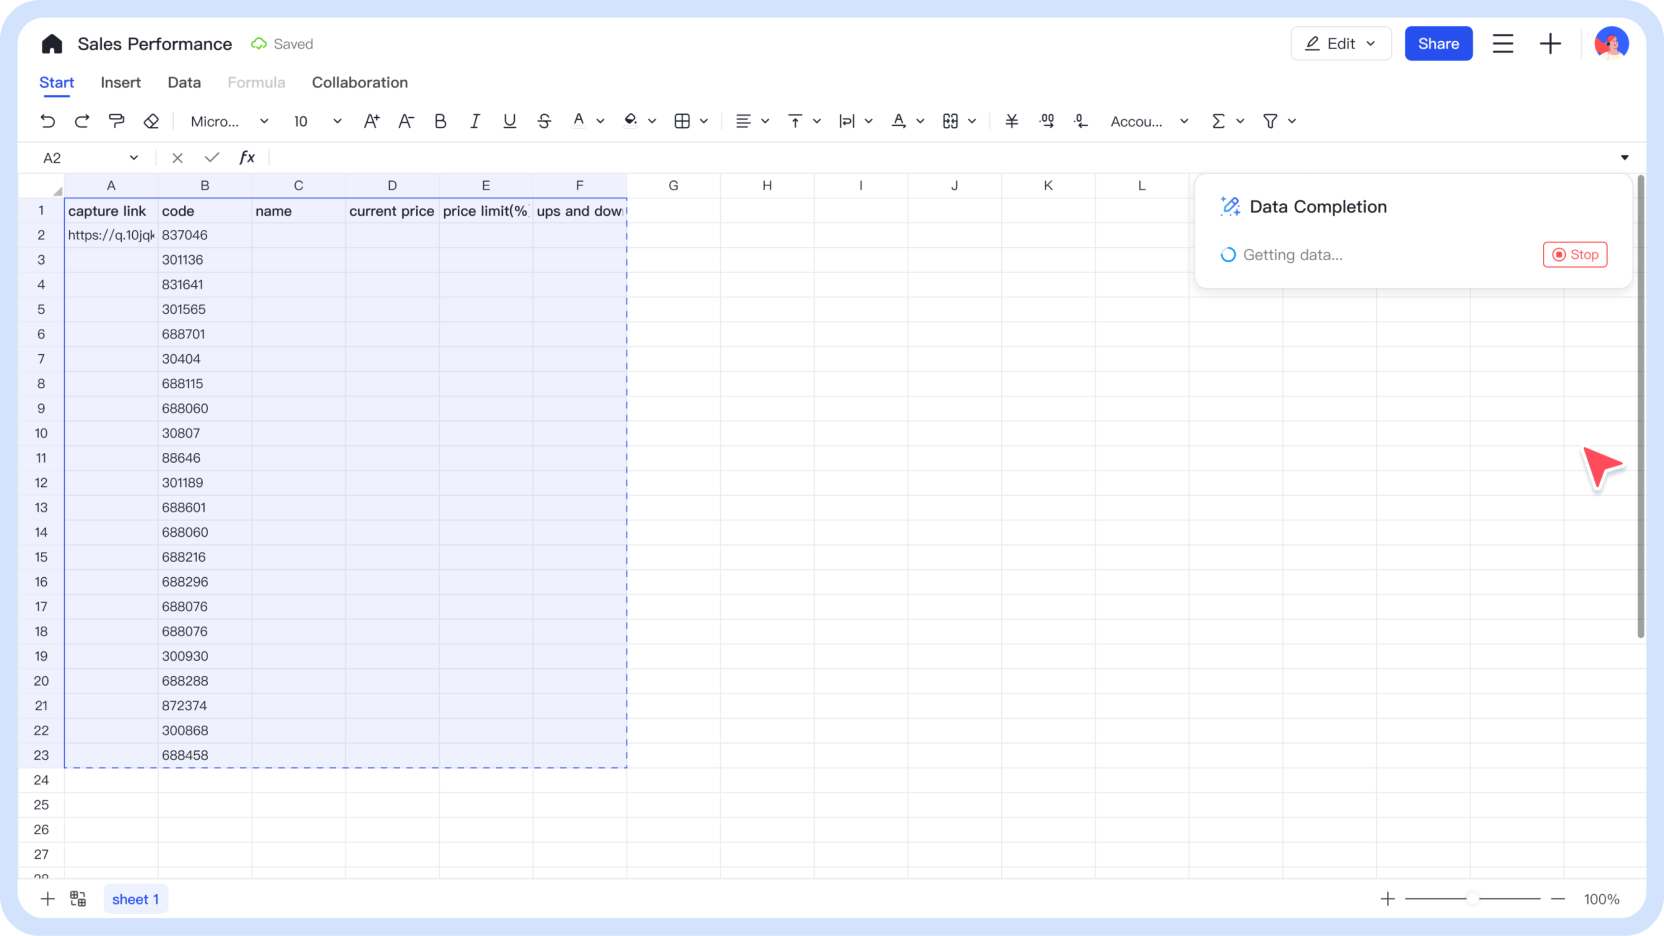 Sales Performance Saved Edit Share
Start Insert Data Formula Collaboration
Micro... 10 A+ A- B I U S A A ¥ Accou... Σ
A2 fx
A B C D E F G H I J K L
1 capture link code name current price price limit(% ups and dow
2 https://q.10jqk 837046
3 301136
4 831641
5 301565
6 688701
7 30404
8 688115
9 688060
10 30807
11 88646
12 301189
13 688601
14 688060
15 688216
16 688296
17 688076
18 688076
19 300930
20 688288
21 872374
22 300868
23 688458
24
25
26
27
28
Data Completion
Getting data... Stop
sheet 1 100%